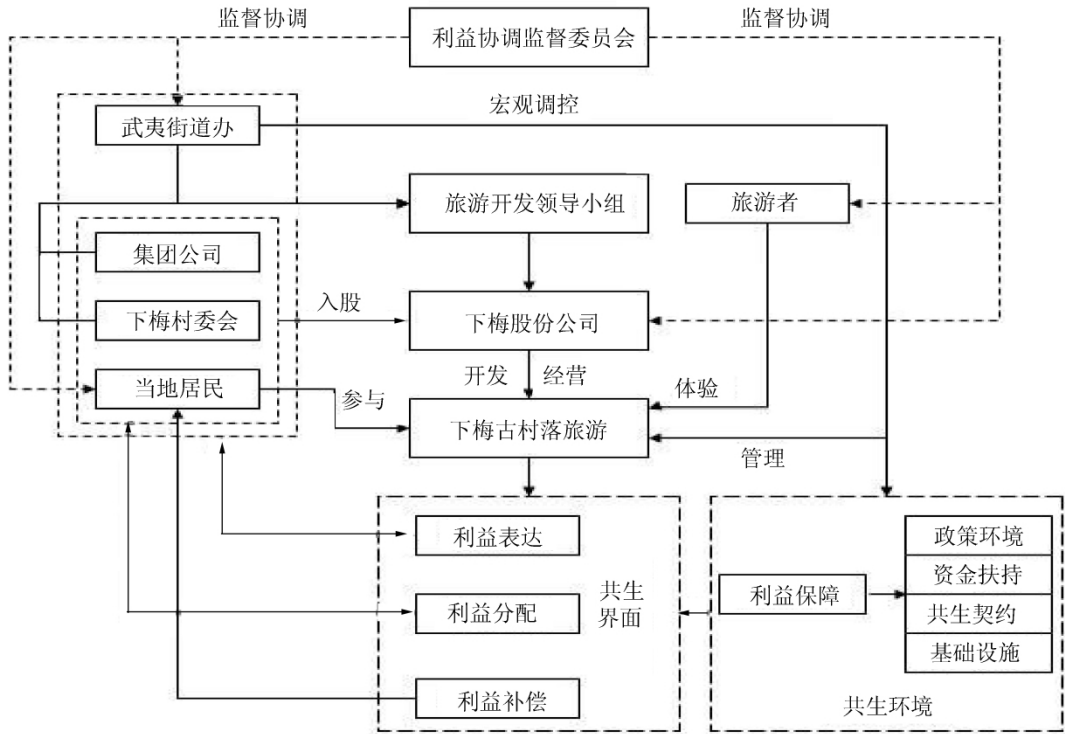 监督协调
利益协调监督委员会
监督协调
武夷街道办
宏观调控
旅游开发领导小组
旅游者
集团公司
下梅村委会
入股
下梅股份公司
当地居民
参与
开发
经营
体验
下梅古村落旅游
管理
利益表达
利益分配
利益补偿
共生
界面
利益保障
政策环境
资金扶持
共生契约
基础设施
共生环境